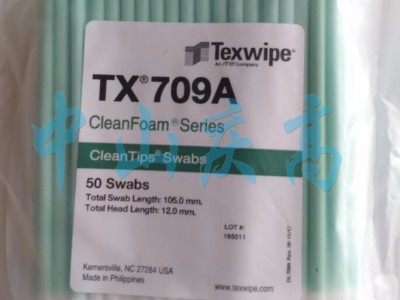 Texwipe®
An ITW Company
TX®709A
CleanFoam® Series
CleanTips® Swabs
中山庆高
50 Swabs
Total Swab Length: 105.0 mm.
Total Head Length: 12.0 mm.
LOT #:
185011
Kernersville, NC 27284 USA
Made in Philippines
www.texwipe.com